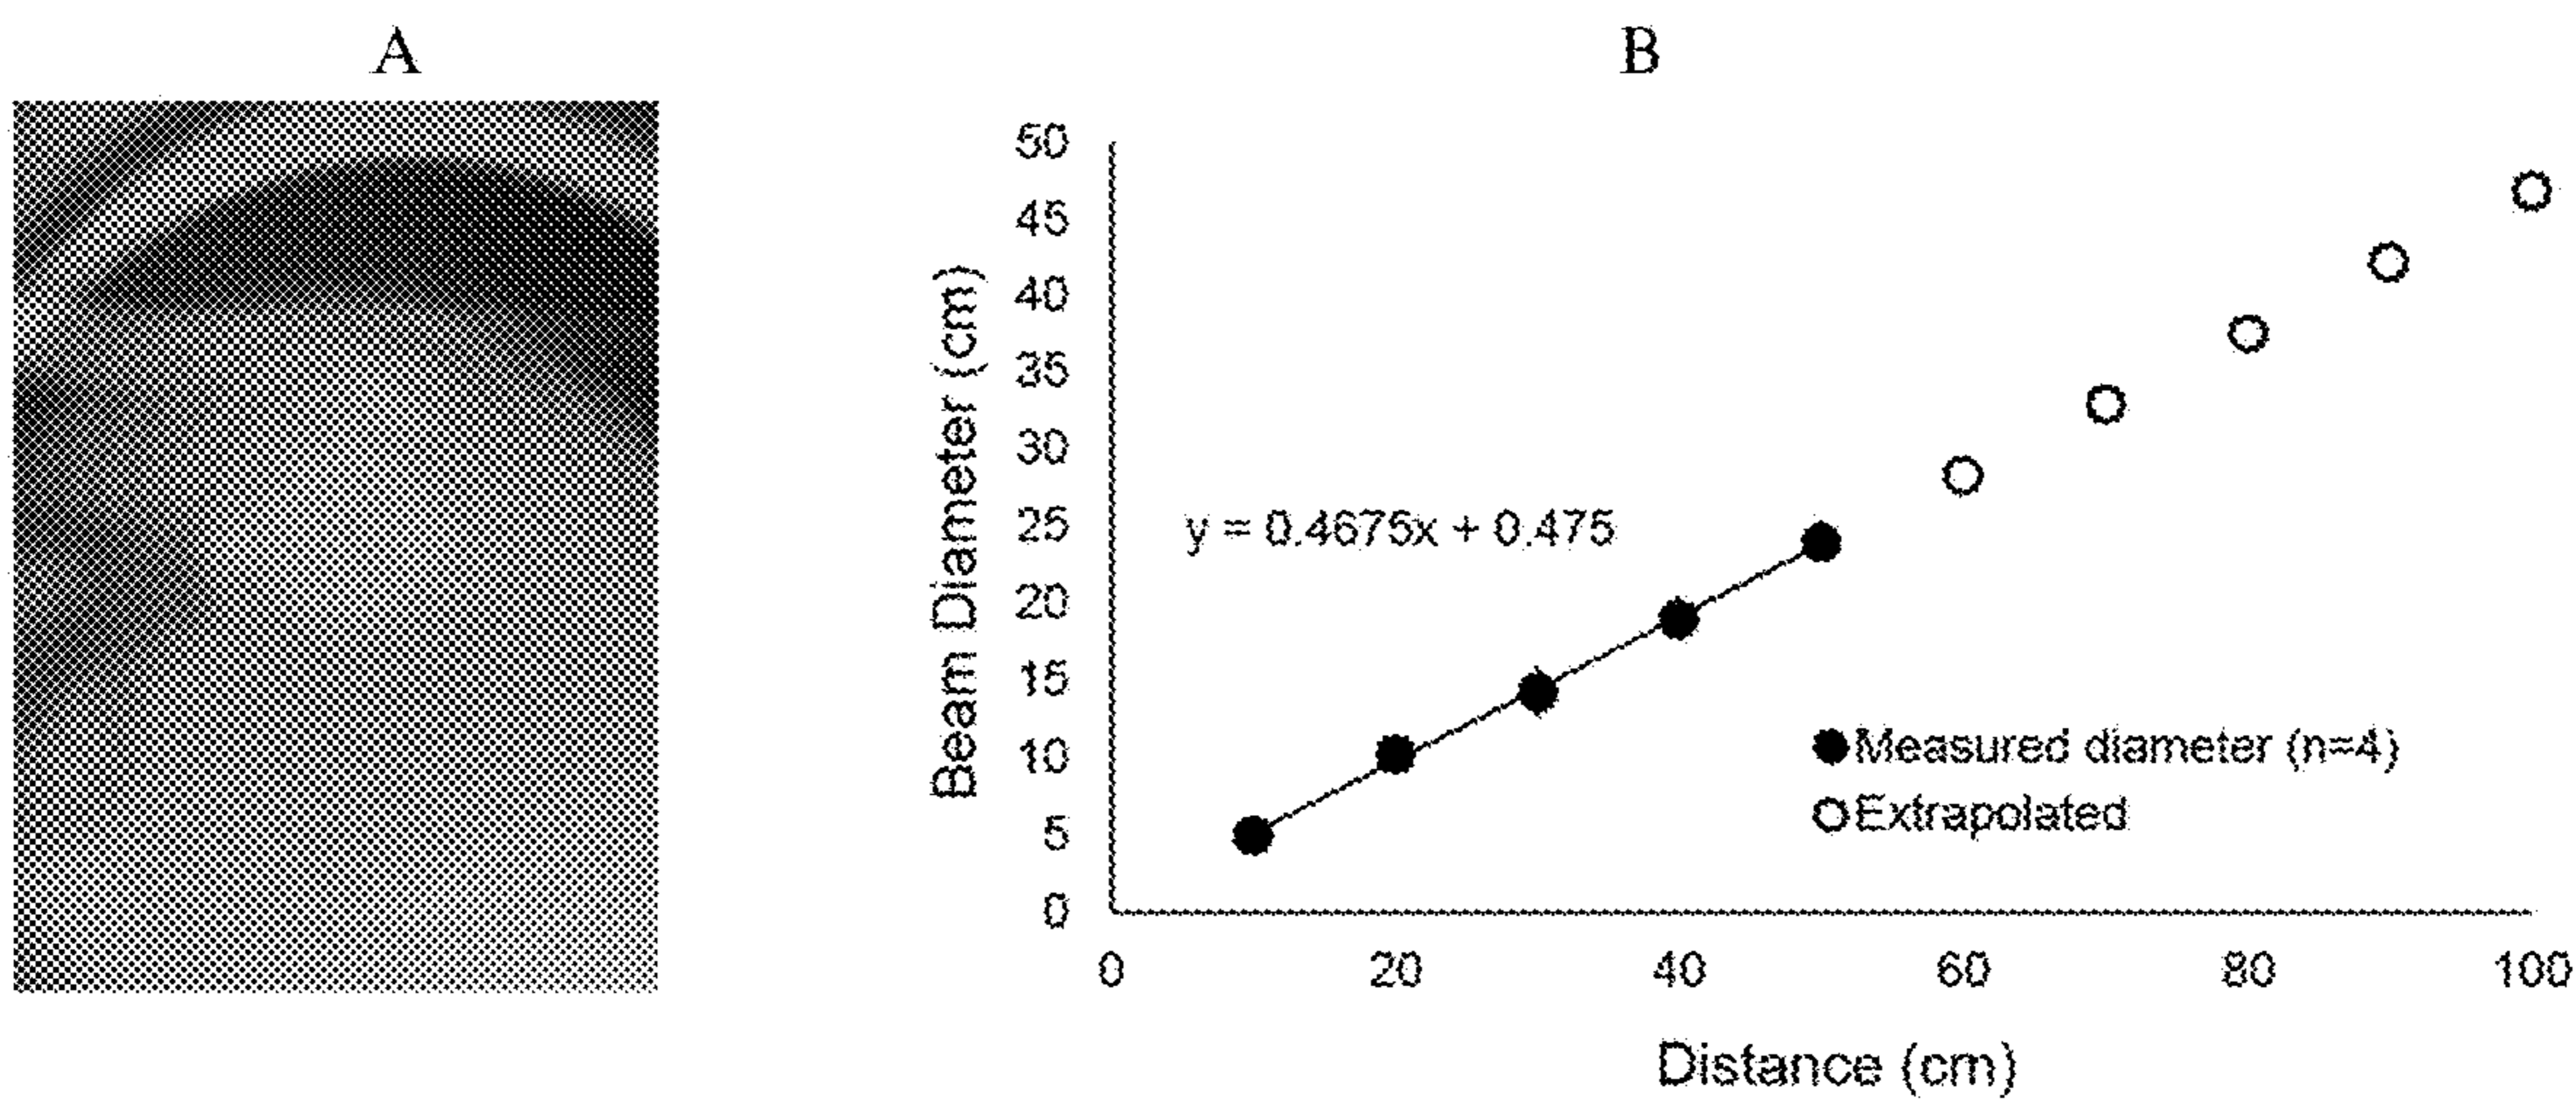 A
B
50
45
40
35
30
25
20
15
10
5
0
Beam Diameter (cm)
y = 0.4675x + 0.475
Measured diameter (n=4)
Extrapolated
0 20 40 60 80 100
Distance (cm)